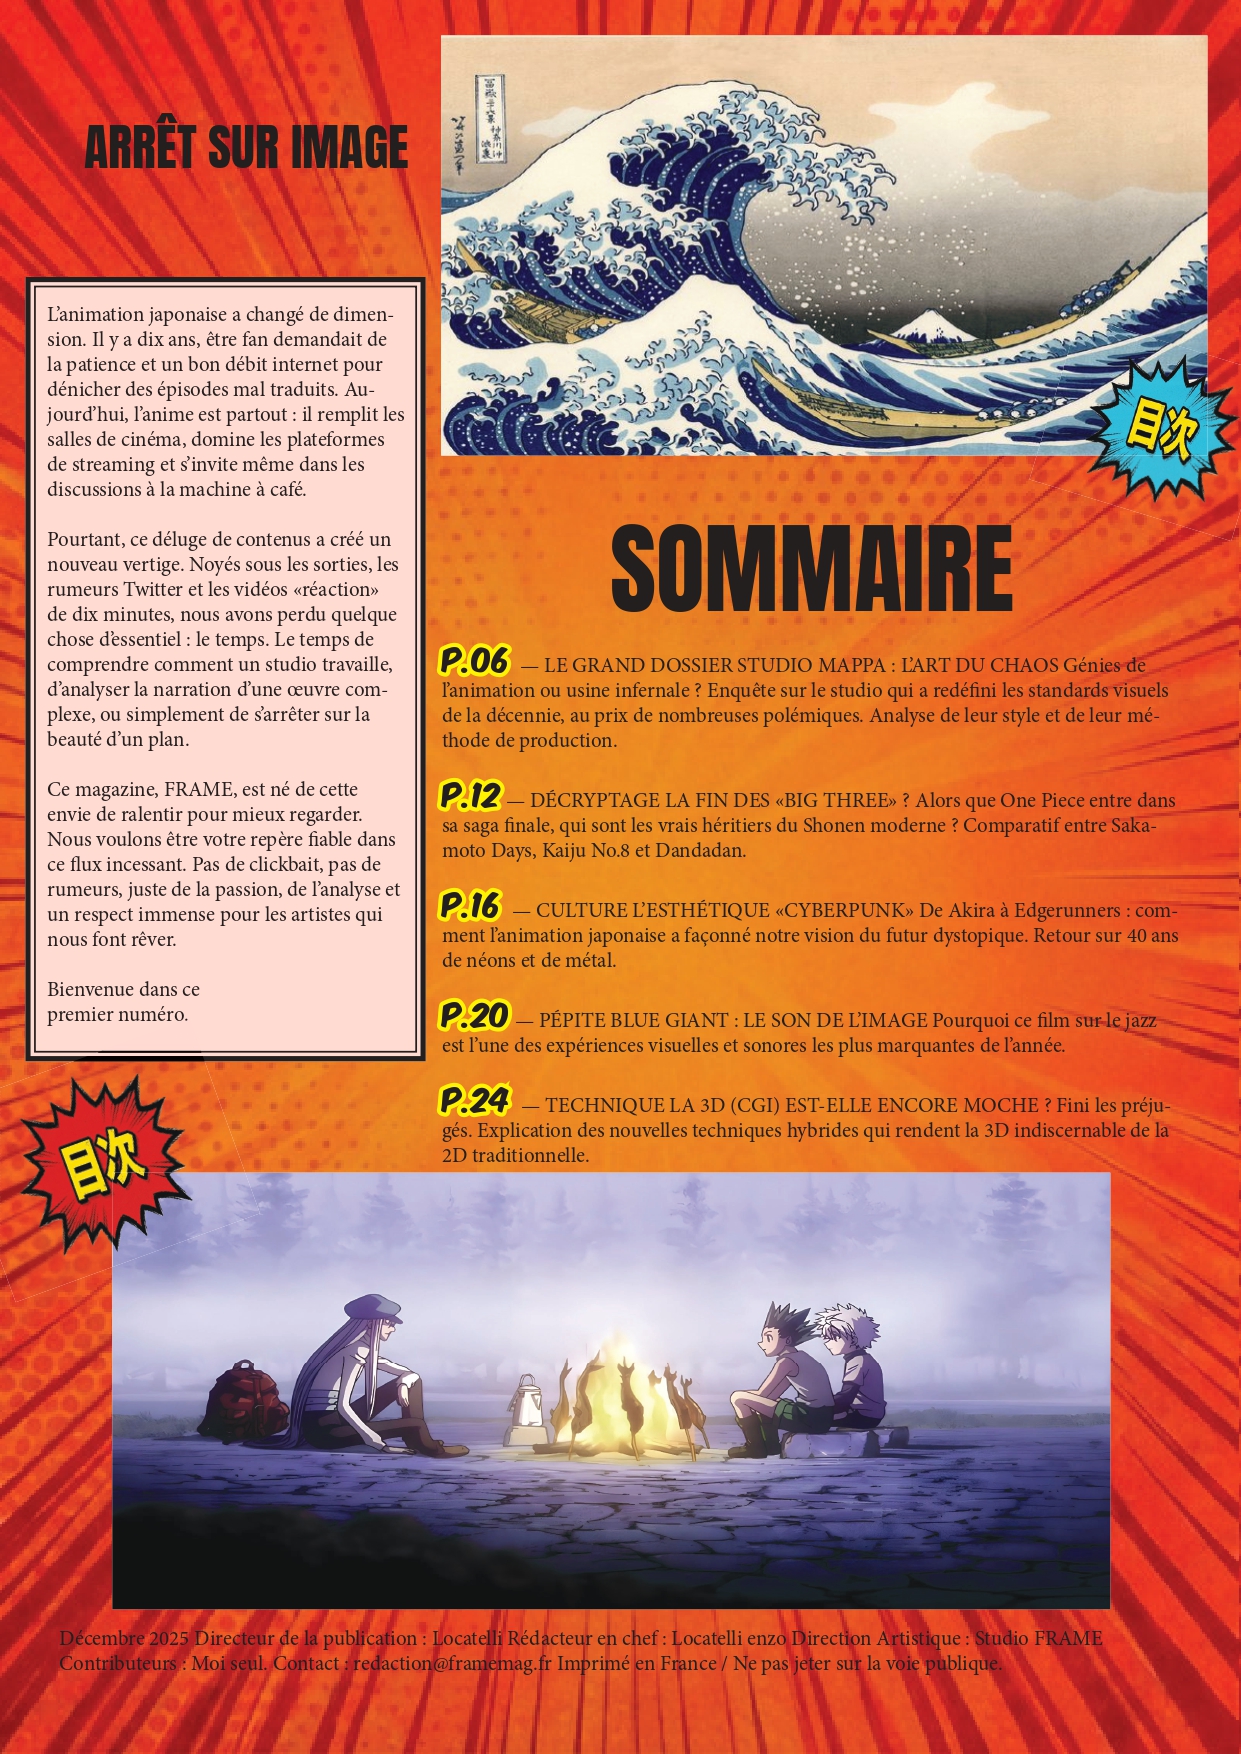 ARRÊT SUR IMAGE
L’animation japonaise a changé de dimen-
sion. Il y a dix ans, être fan demandait de
la patience et un bon débit internet pour
dénicher des épisodes mal traduits. Au-
jourd’hui, l’anime est partout : il remplit les
salles de cinéma, domine les plateformes
de streaming et s’invite même dans les
discussions à la machine à café.
Pourtant, ce déluge de contenus a créé un
nouveau vertige. Noyés sous les sorties, les
rumeurs Twitter et les vidéos «réaction»
de dix minutes, nous avons perdu quelque
chose d’essentiel : le temps. Le temps de
comprendre comment un studio travaille,
d’analyser la narration d’une œuvre com-
plexe, ou simplement de s’arrêter sur la
beauté d’un plan.
Ce magazine, FRAME, est né de cette
envie de ralentir pour mieux regarder.
Nous voulons être votre repère fiable dans
ce flux incessant. Pas de clickbait, pas de
rumeurs, juste de la passion, de l’analyse et
un respect immense pour les artistes qui
nous font rêver.
Bienvenue dans ce
premier numéro.
目次
冨嶽三十六景 神奈川沖
浪裏
目次
SOMMAIRE
P.06 — LE GRAND DOSSIER STUDIO MAPPA : L’ART DU CHAOS Génies de
l’animation ou usine infernale ? Enquête sur le studio qui a redéfini les standards visuels
de la décennie, au prix de nombreuses polémiques. Analyse de leur style et de leur mé-
thode de production.
P.12 — DÉCRYPTAGE LA FIN DES «BIG THREE» ? Alors que One Piece entre dans
sa saga finale, qui sont les vrais héritiers du Shonen moderne ? Comparatif entre Saka-
moto Days, Kaiju No.8 et Dandadan.
P.16 — CULTURE L’ESTHÉTIQUE «CYBERPUNK» De Akira à Edgerunners : com-
ment l’animation japonaise a façonné notre vision du futur dystopique. Retour sur 40 ans
de néons et de métal.
P.20 — PÉPITE BLUE GIANT : LE SON DE L’IMAGE Pourquoi ce film sur le jazz
est l’une des expériences visuelles et sonores les plus marquantes de l’année.
P.24 — TECHNIQUE LA 3D (CGI) EST-ELLE ENCORE MOCHE ? Fini les préju-
gés. Explication des nouvelles techniques hybrides qui rendent la 3D indiscernable de la
2D traditionnelle.
Décembre 2025 Directeur de la publication : Locatelli Rédacteur en chef : Locatelli enzo Direction Artistique : Studio FRAME
Contributeurs : Moi seul. Contact : redaction@framemag.fr Imprimé en France / Ne pas jeter sur la voie publique.